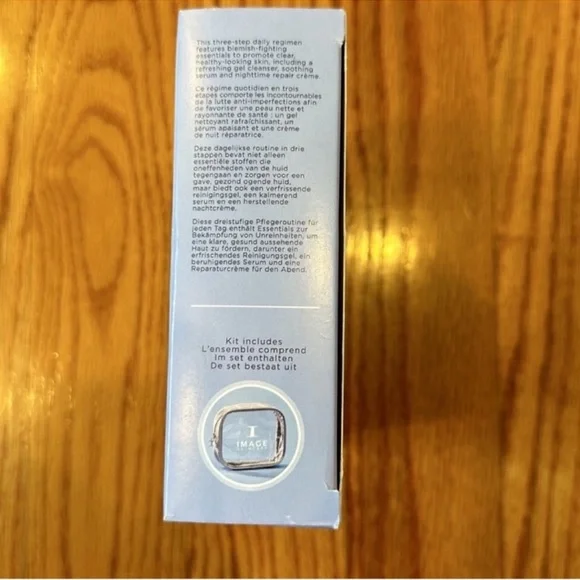 This three-step daily regimen
features blemish-fighting
essentials to promote clear,
healthy-looking skin, including a
refreshing gel cleanser, soothing
serum and nighttime repair crème.
Ce régime quotidien en trois
étapes comporte les incontournables
de la lutte anti-imperfections afin
de favoriser une peau nette et
rayonnante de santé : un gel
nettoyant rafraîchissant, un
sérum apaisant et une crème
de nuit réparatrice.
Deze dagelijkse routine in drie
stappen bevat niet alleen
essentiële stoffen die
oneffenheden van de huid
tegengaan en zorgen voor een
gave, gezond ogende huid,
maar biedt ook een verfrissende
reinigingsgel, een kalmerend
serum en een herstellende
nachtcrème.
Diese dreistufige Pflegeroutine für
jeden Tag enthält Essentials zur
Bekämpfung von Unreinheiten, um
eine klare, gesund aussehende
Haut zu fördern, darunter ein
erfrischendes Reinigungsgel, ein
beruhigendes Serum und eine
Reparaturcrème für den Abend.
Kit includes
L'ensemble comprend
Im set enthalten
De set bestaat uit
I
IMAGE
SKINCARE